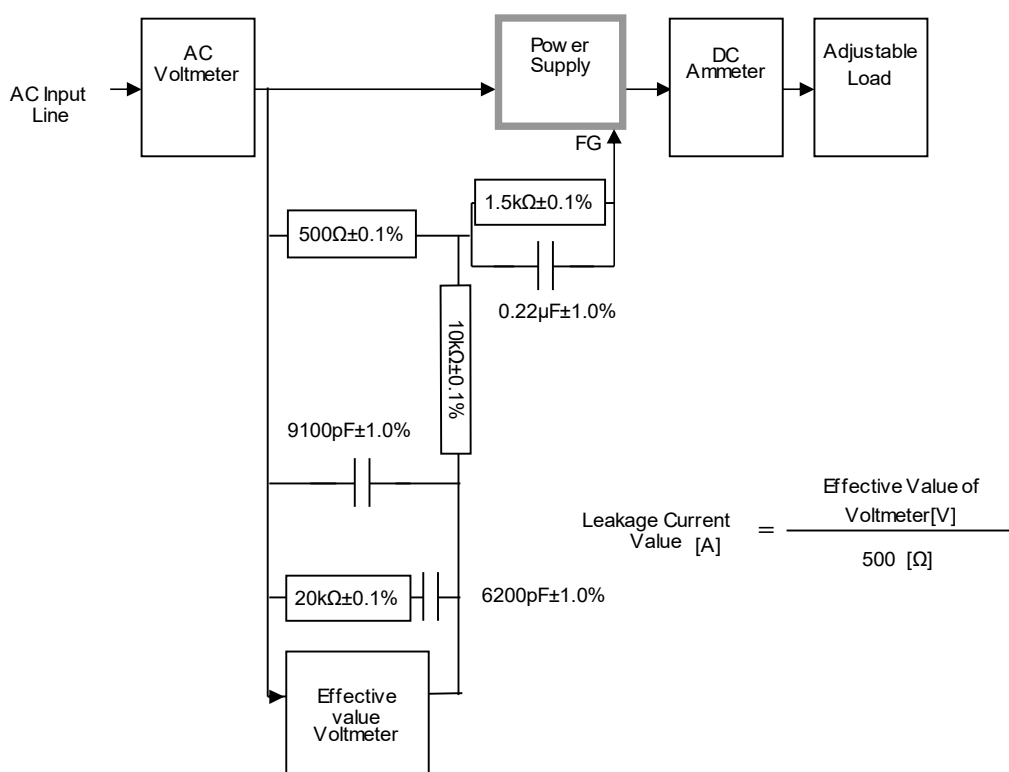 AC
Voltmeter
Power
Supply
DC
Ammeter
Adjustable
Load
AC Input
Line
FG
1.5kΩ±0.1%
500Ω±0.1%
0.22μF±1.0%
10kΩ±0.1%
9100pF±1.0%
Leakage Current
Value [A]
=
Effective Value of
Voltmeter[V]
500 [Ω]
20kΩ±0.1%
6200pF±1.0%
Effective
value
Voltmeter